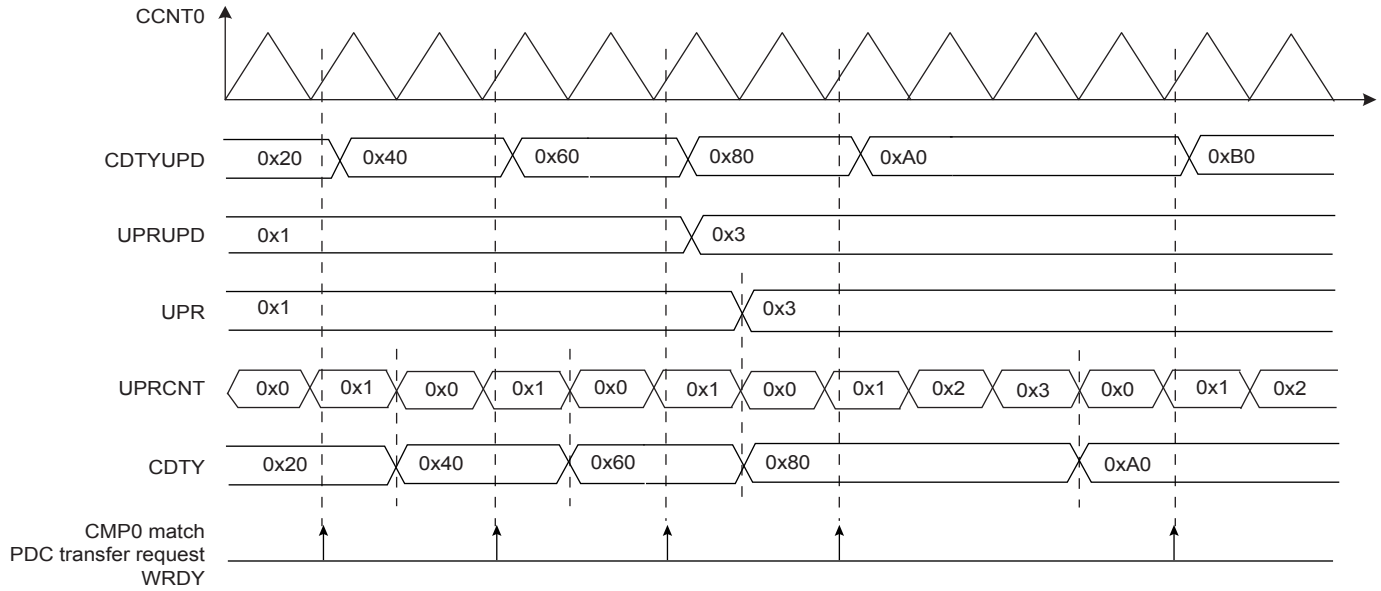 CCNT0
CDTYUPD 0x20 0x40 0x60 0x80 0xA0 0xB0
UPRUPD 0x1 0x3
UPR 0x1 0x3
UPRCNT 0x0 0x1 0x0 0x1 0x0 0x1 0x0 0x1 0x2 0x3 0x0 0x1 0x2
CDTY 0x20 0x40 0x60 0x80 0xA0
CMP0 match
PDC transfer request
WRDY